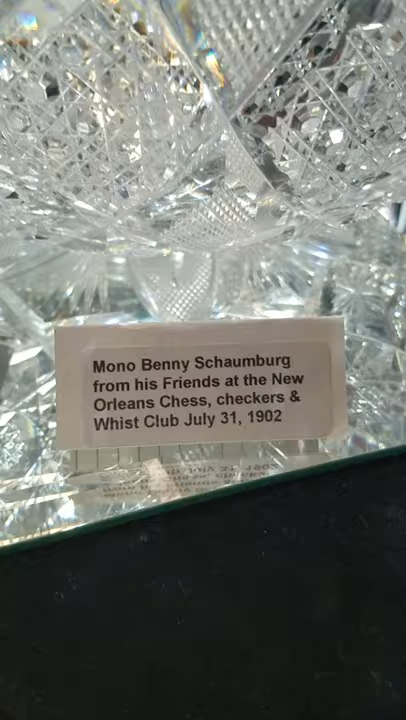 Mono Benny Schaumburg
from his Friends at the New
Orleans Chess, checkers &
Whist Club July 31, 1902